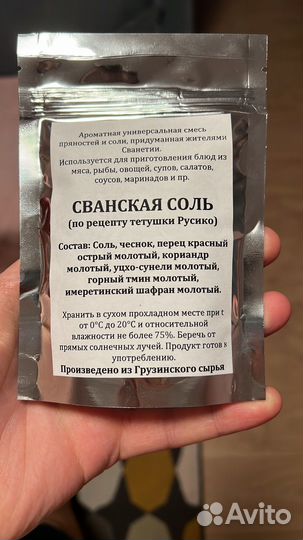 Ароматная универсальная смесь
пряностей и соли, придуманная жителями
Сванетии.
Используется для приготовления блюд из
мяса, рыбы, овощей, супов, салатов,
соусов, маринадов и пр.
СВАНСКАЯ СОЛЬ
(по рецепту тетушки Русико)
Состав: Соль, чеснок, перец красный
острый молотый, кориандр
молотый, уцхо-сунели молотый,
горный тмин молотый,
имеретинский шафран молотый.
Хранить в сухом прохладном месте при t
от 0°С до 20°С и относительной
влажности не более 75%. Беречь от
прямых солнечных лучей. Продукт готов к
употреблению.
Произведено из Грузинского сырья
Avito